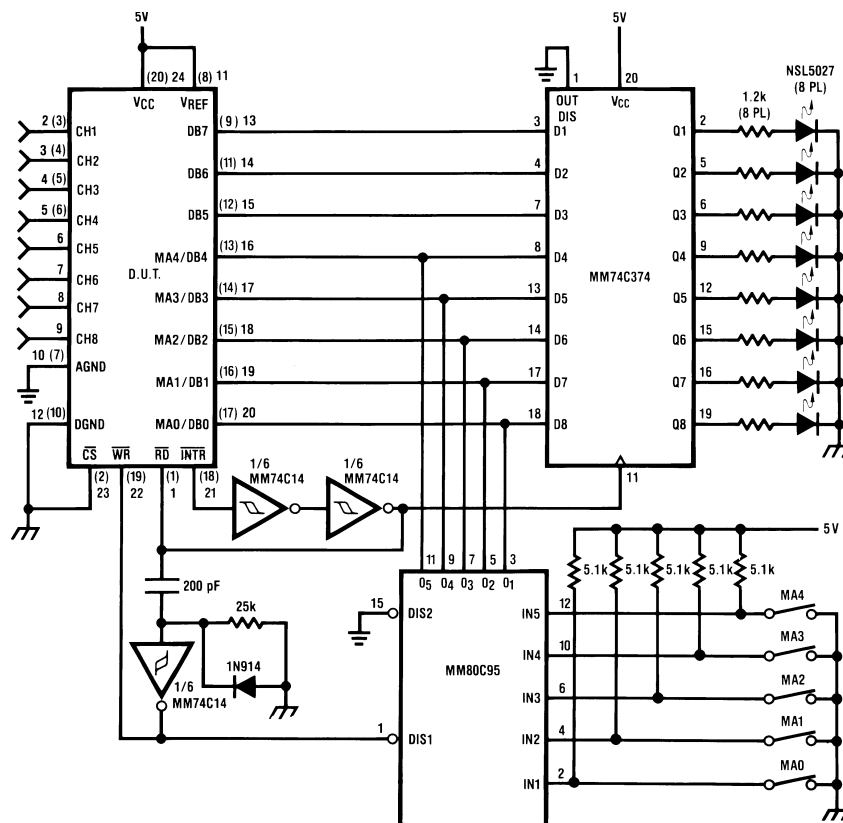 5V
5V
(20) 24
(8) 11
VCC
VREF
2 (3)
CH1
3 (4)
CH2
4 (5)
CH3
5 (6)
CH4
6
CH5
7
CH6
8
CH7
9
CH8
10 (7)
AGND
12 (10)
DGND
D.U.T.
DB7
(9) 13
DB6
(11) 14
DB5
(12) 15
MA4/DB4
(13) 16
MA3/DB3
(14) 17
MA2/DB2
(15) 18
MA1/DB1
(16) 19
MA0/DB0
(17) 20
CS
WR
RD
INTR
(2)
23
(19)
22
(1)
1
(18)
21
1
20
OUT
DIS
VCC
3
D1
4
D2
7
D3
8
D4
13
D5
14
D6
17
D7
18
D8
MM74C374
Q1
2
Q2
5
Q3
6
Q4
9
Q5
12
Q6
15
Q7
16
Q8
19
11
1.2k
(8 PL)
NSL5027
(8 PL)
1/6
MM74C14
1/6
MM74C14
200 pF
25k
1N914
1/6
MM74C14
11
9
7
5
3
O5
O4
O3
O2
O1
15
DIS2
1
DIS1
MM80C95
IN5
12
IN4
10
IN3
6
IN2
4
IN1
2
5V
5.1k
5.1k
5.1k
5.1k
5.1k
MA4
MA3
MA2
MA1
MA0